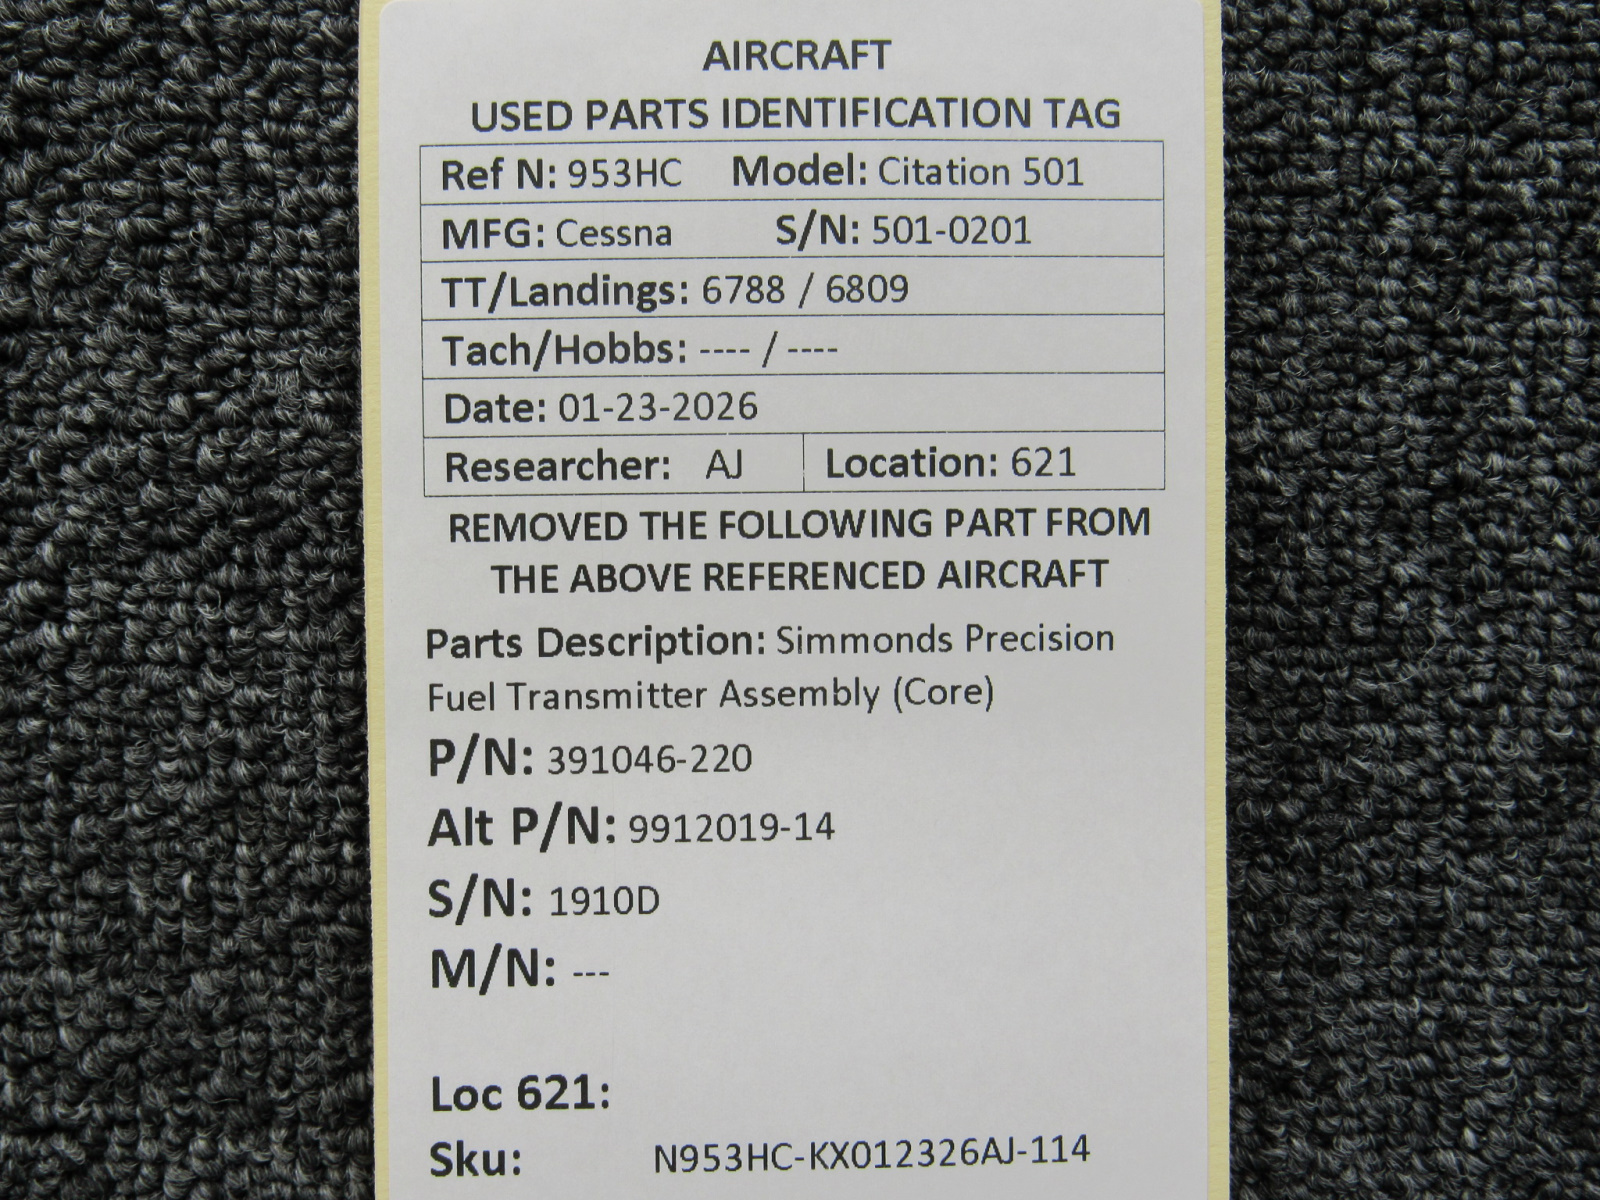 AIRCRAFT
USED PARTS IDENTIFICATION TAG
Ref N: 953HC Model: Citation 501
MFG: Cessna S/N: 501-0201
TT/Landings: 6788 / 6809
Tach/Hobbs: ---- / ----
Date: 01-23-2026
Researcher: AJ Location: 621
REMOVED THE FOLLOWING PART FROM
THE ABOVE REFERENCED AIRCRAFT
Parts Description: Simmonds Precision
Fuel Transmitter Assembly (Core)
P/N: 391046-220
Alt P/N: 9912019-14
S/N: 1910D
M/N: ---
Loc 621:
Sku: N953HC-KX012326AJ-114